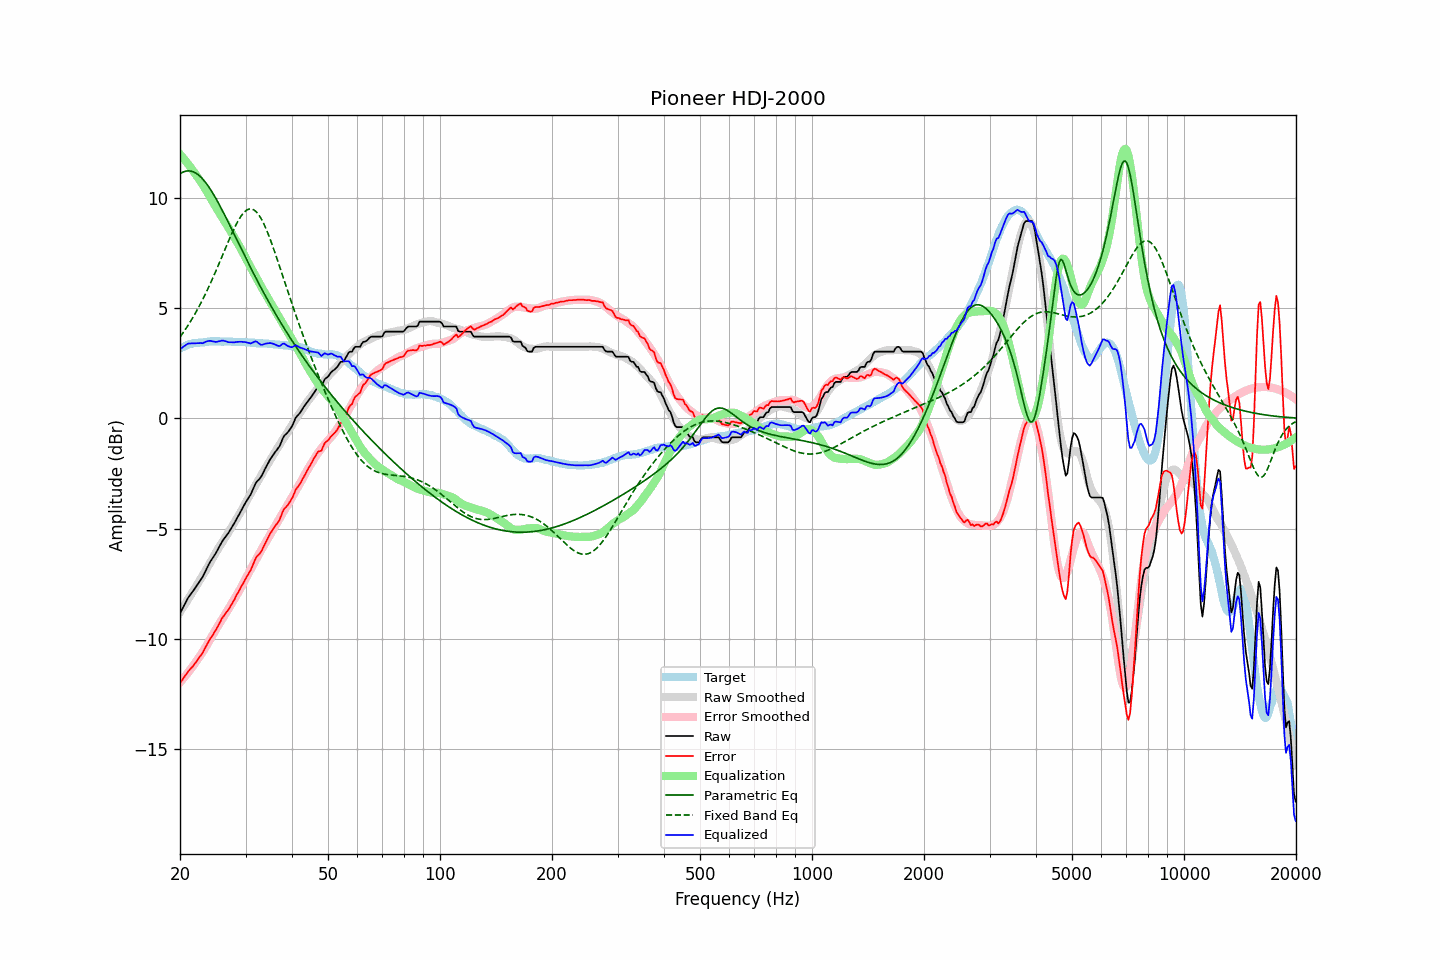 Pioneer HDJ-2000
Amplitude (dBr)
10
5
0
−5
−10
−15
Target
Raw Smoothed
Error Smoothed
Raw
Error
Equalization
Parametric Eq
Fixed Band Eq
Equalized
20
50
100
200
500
1000
2000
5000
10000
20000
Frequency (Hz)